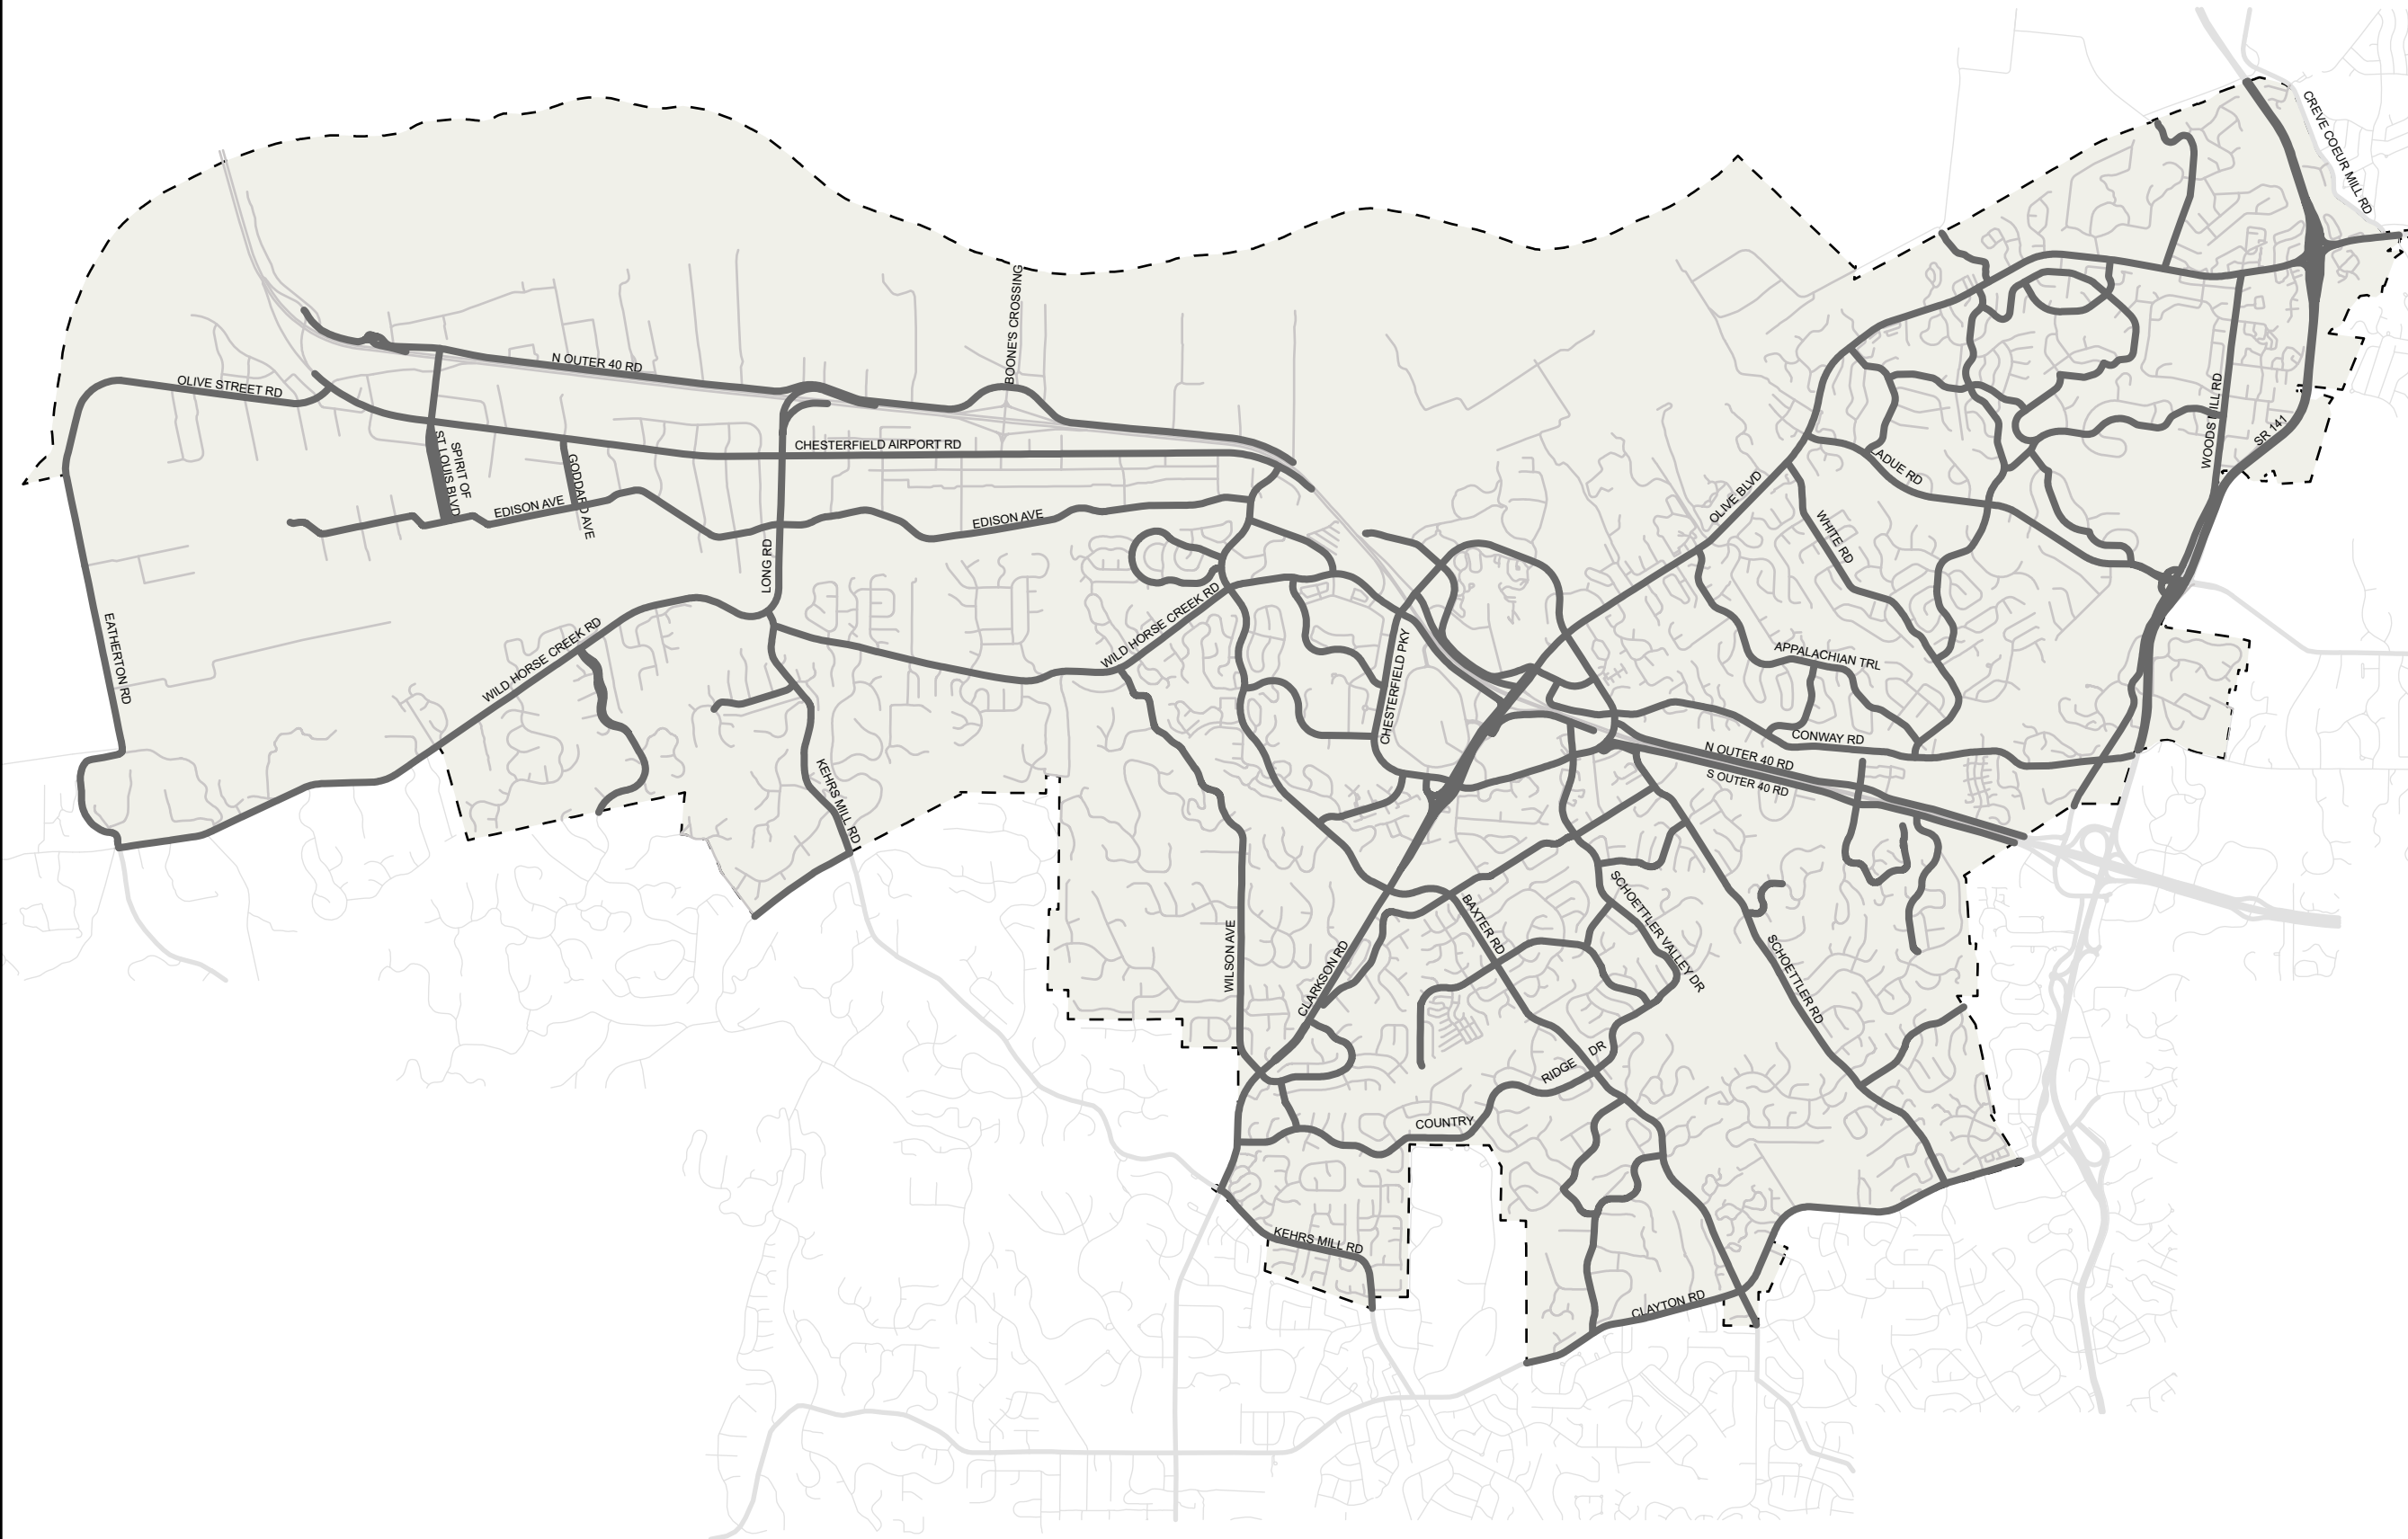 CREVE COEUR MILL RD
BOONE'S CROSSING
N OUTER 40 RD
OLIVE STREET RD
CHESTERFIELD AIRPORT RD
WOODS MILL RD
SR 141
SPIRIT OF
ST LOUIS BLVD
GODDARD AVE
EDISON AVE
EDISON AVE
LADUE RD
OLIVE BLVD
WHITE RD
LONG RD
EATHERTON RD
WILD HORSE CREEK RD
WILD HORSE CREEK RD
CHESTERFIELD PKY
APPALACHIAN TRL
CONWAY RD
N OUTER 40 RD
S OUTER 40 RD
KEHRS MILL RD
SCHOETTLER VALLEY DR
BAXTER RD
WILSON AVE
CLARKSON RD
SCHOETTLER RD
RIDGE DR
COUNTRY
KEHRS MILL RD
CLAYTON RD